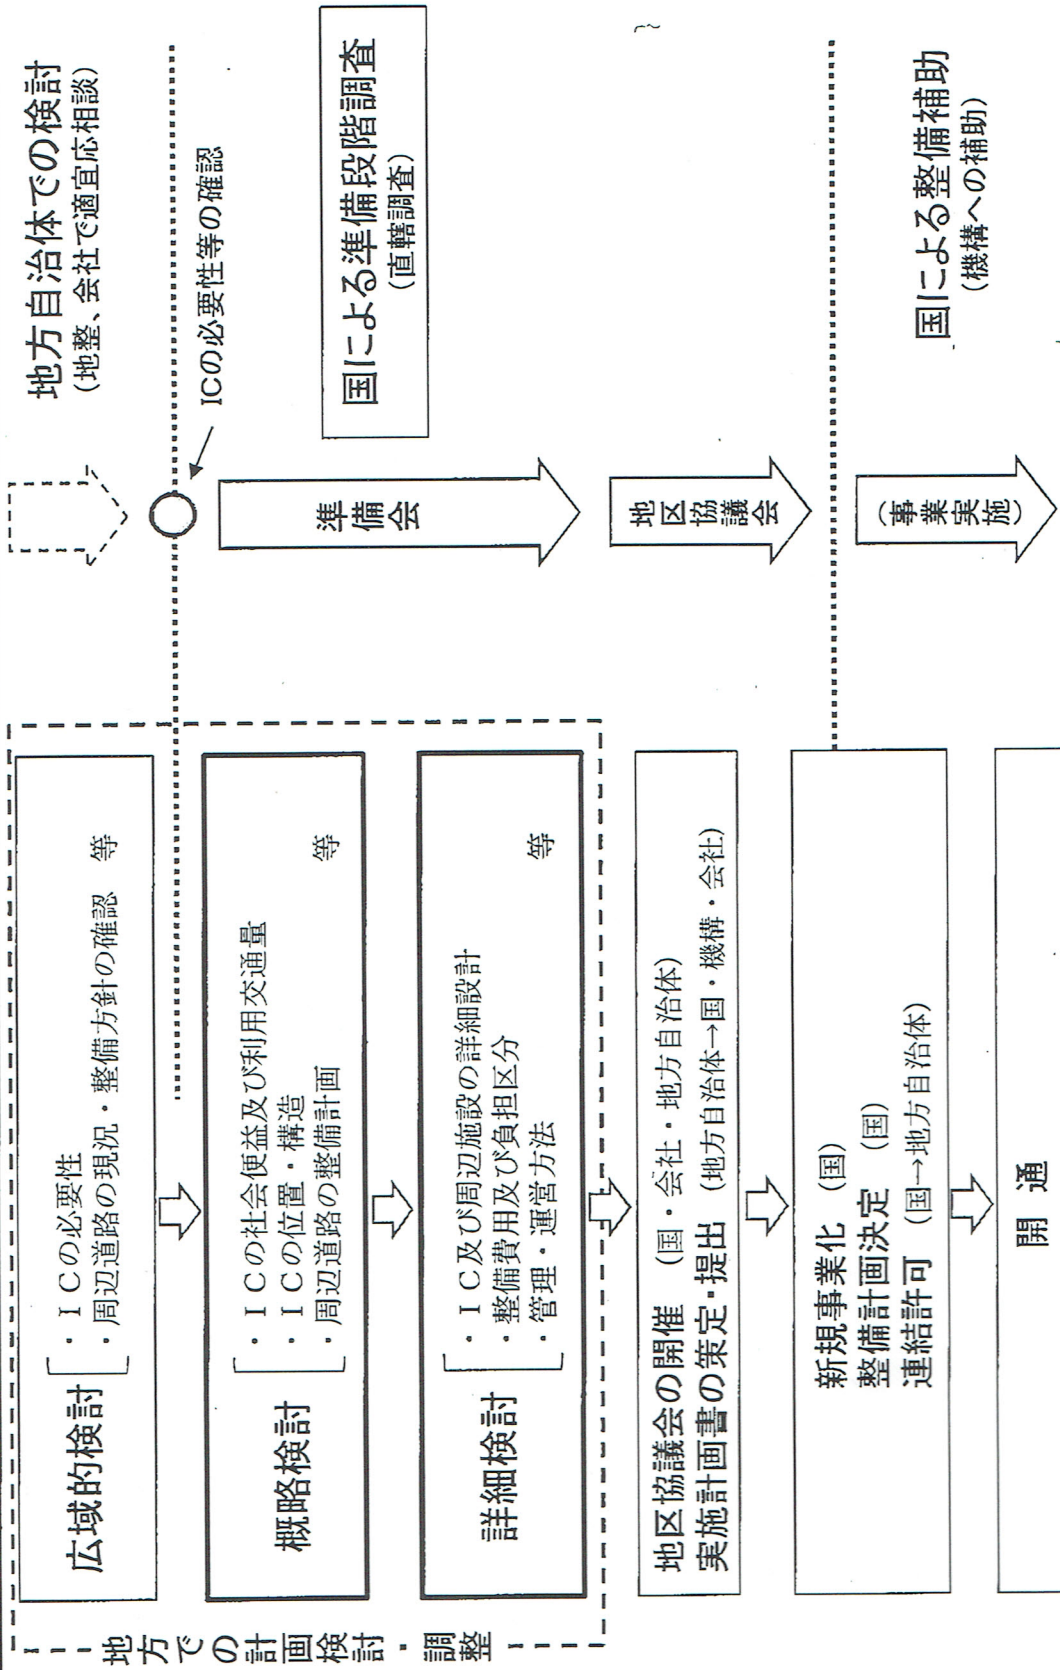 地方での計画検討・調整
広域的検討
・ＩＣの必要性
・周辺道路の現況・整備方針の確認　等
概略検討
・ＩＣの社会便益及び利用交通量
・ＩＣの位置・構造
・周辺道路の整備計画
等
詳細検討
・ＩＣ及び周辺施設の詳細設計
・整備費用及び負担区分
・管理・運営方法
等
地区協議会の開催　(国・会社・地方自治体)
実施計画書の策定・提出　(地方自治体→国・機構・会社)
新規事業化　(国)
整備計画決定　(国)
連結許可　(国→地方自治体)
開　通
地方自治体での検討
(地整、会社で適宜応相談)
ICの必要性等の確認
準備会
国による準備段階調査
(直轄調査)
地区協議会
(事業実施)
国による整備補助
(機構への補助)